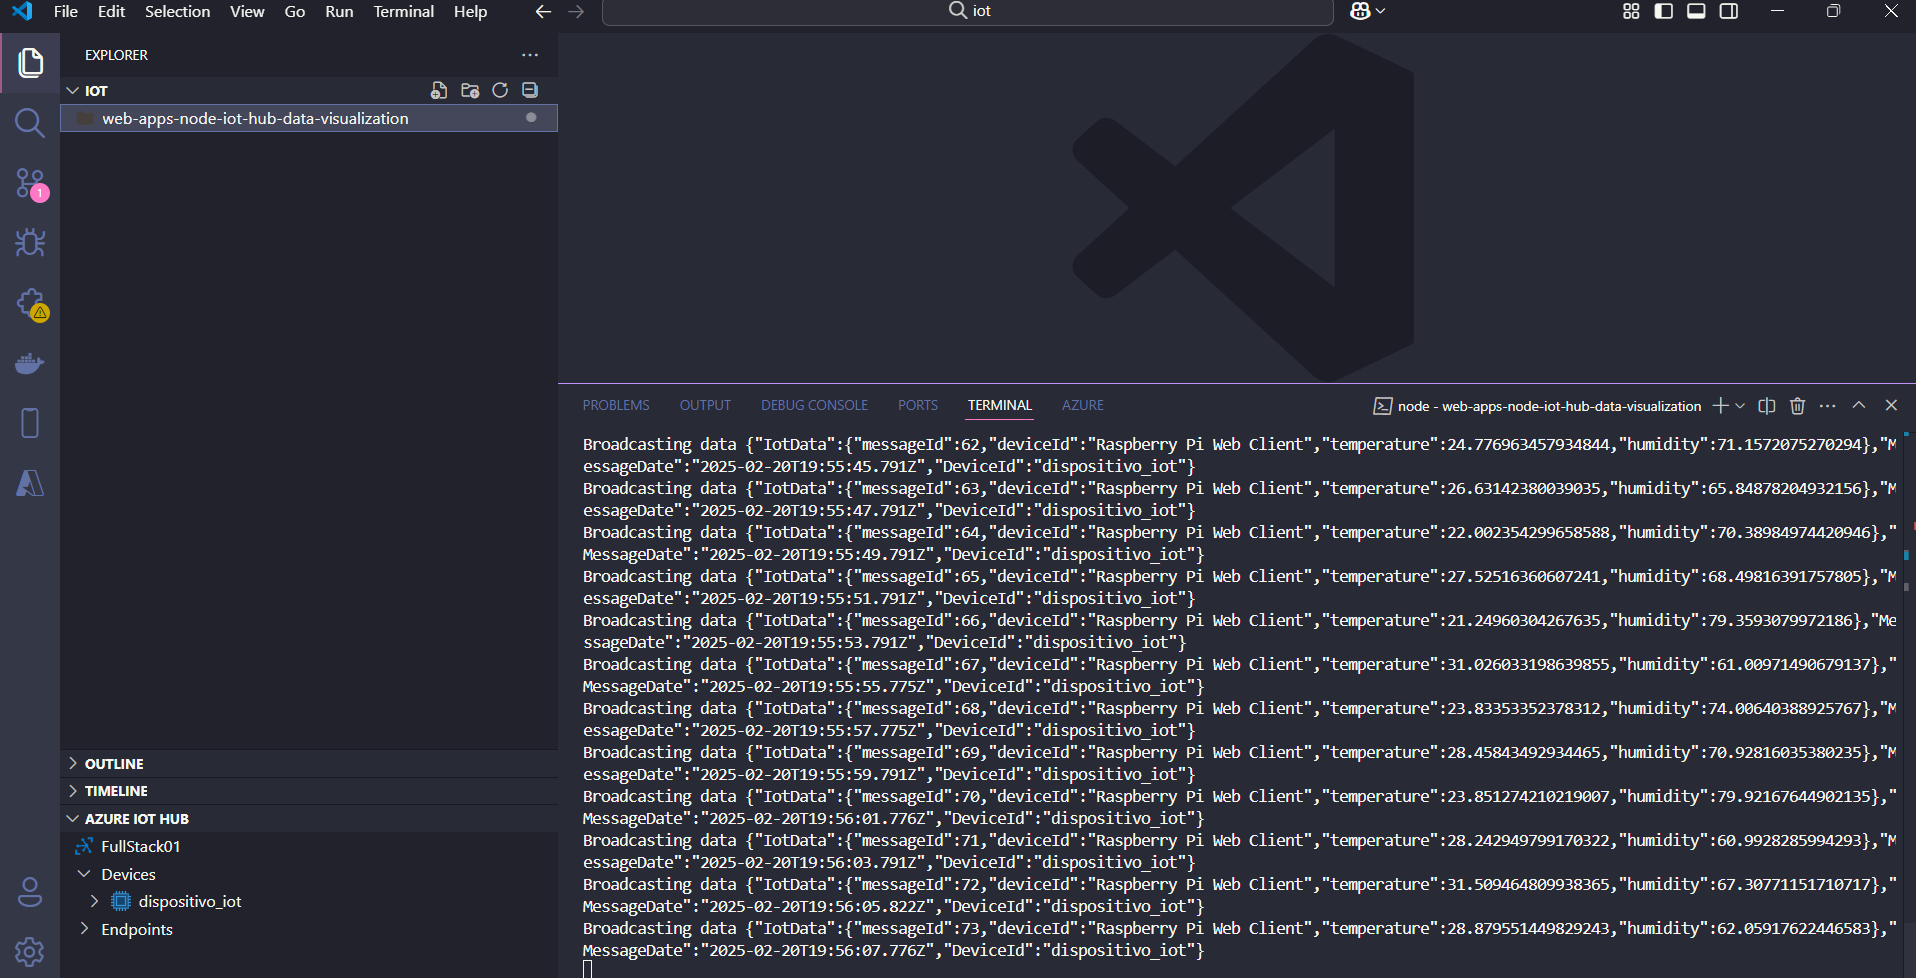 File Edit Selection View Go Run Terminal Help
iot
EXPLORER
IOT
web-apps-node-iot-hub-data-visualization
1
OUTLINE
TIMELINE
AZURE IOT HUB
FullStack01
Devices
dispositivo_iot
Endpoints
PROBLEMS OUTPUT DEBUG CONSOLE PORTS TERMINAL AZURE
node - web-apps-node-iot-hub-data-visualization
Broadcasting data {"IotData":{"messageId":62,"deviceId":"Raspberry Pi Web Client","temperature":24.776963457934844,"humidity":71.1572075270294},"M
essageDate":"2025-02-20T19:55:45.791Z","DeviceId":"dispositivo_iot"}
Broadcasting data {"IotData":{"messageId":63,"deviceId":"Raspberry Pi Web Client","temperature":26.63142380039035,"humidity":65.84878204932156},"M
essageDate":"2025-02-20T19:55:47.791Z","DeviceId":"dispositivo_iot"}
Broadcasting data {"IotData":{"messageId":64,"deviceId":"Raspberry Pi Web Client","temperature":22.002354299658588,"humidity":70.38984974420946},"
MessageDate":"2025-02-20T19:55:49.791Z","DeviceId":"dispositivo_iot"}
Broadcasting data {"IotData":{"messageId":65,"deviceId":"Raspberry Pi Web Client","temperature":27.52516360607241,"humidity":68.49816391757805},"M
essageDate":"2025-02-20T19:55:51.791Z","DeviceId":"dispositivo_iot"}
Broadcasting data {"IotData":{"messageId":66,"deviceId":"Raspberry Pi Web Client","temperature":21.24960304267635,"humidity":79.3593079972186},"Me
ssageDate":"2025-02-20T19:55:53.791Z","DeviceId":"dispositivo_iot"}
Broadcasting data {"IotData":{"messageId":67,"deviceId":"Raspberry Pi Web Client","temperature":31.026033198639855,"humidity":61.00971490679137},"
MessageDate":"2025-02-20T19:55:55.775Z","DeviceId":"dispositivo_iot"}
Broadcasting data {"IotData":{"messageId":68,"deviceId":"Raspberry Pi Web Client","temperature":23.83353352378312,"humidity":74.00640388925767},"M
essageDate":"2025-02-20T19:55:57.775Z","DeviceId":"dispositivo_iot"}
Broadcasting data {"IotData":{"messageId":69,"deviceId":"Raspberry Pi Web Client","temperature":28.45843492934465,"humidity":70.92816035380235},"M
essageDate":"2025-02-20T19:55:59.791Z","DeviceId":"dispositivo_iot"}
Broadcasting data {"IotData":{"messageId":70,"deviceId":"Raspberry Pi Web Client","temperature":23.851274210219007,"humidity":79.92167644902135},"
MessageDate":"2025-02-20T19:56:01.776Z","DeviceId":"dispositivo_iot"}
Broadcasting data {"IotData":{"messageId":71,"deviceId":"Raspberry Pi Web Client","temperature":28.242949799170322,"humidity":60.9928285994293},"M
essageDate":"2025-02-20T19:56:03.791Z","DeviceId":"dispositivo_iot"}
Broadcasting data {"IotData":{"messageId":72,"deviceId":"Raspberry Pi Web Client","temperature":31.509464809938365,"humidity":67.30771151710717},"
MessageDate":"2025-02-20T19:56:05.822Z","DeviceId":"dispositivo_iot"}
Broadcasting data {"IotData":{"messageId":73,"deviceId":"Raspberry Pi Web Client","temperature":28.879551449829243,"humidity":62.05917622446583},"
MessageDate":"2025-02-20T19:56:07.776Z","DeviceId":"dispositivo_iot"}